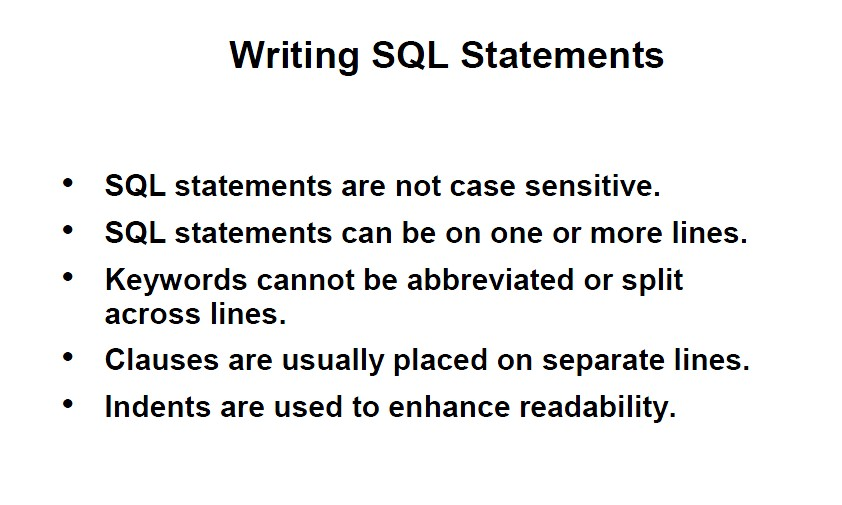 Writing SQL Statements
• SQL statements are not case sensitive.
• SQL statements can be on one or more lines.
• Keywords cannot be abbreviated or split
across lines.
• Clauses are usually placed on separate lines.
• Indents are used to enhance readability.